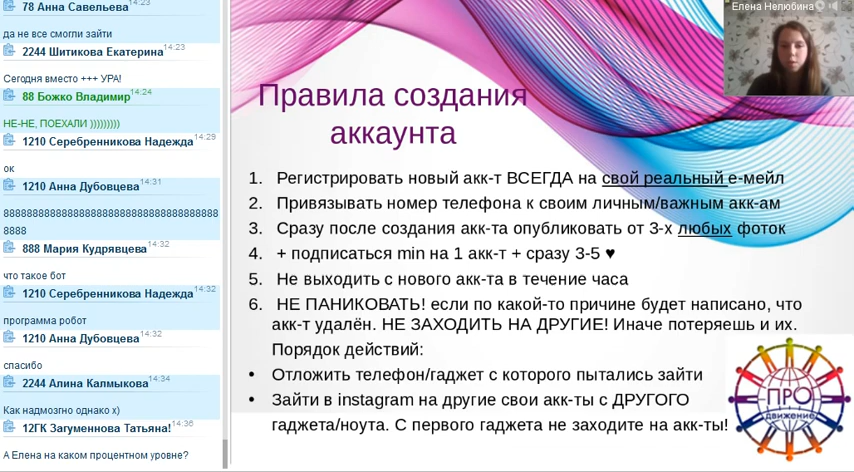 78 Анна Савельева 14:23
да не все смогли зайти
2244 Шитикова Екатерина 14:23
Сегодня вместо +++ УРА!
88 Божко Владимир 14:24
НЕ-НЕ, ПОЕХАЛИ )))))))))
1210 Серебренникова Надежда 14:29
ок
1210 Анна Дубовцева 14:31
888888888888888888888888888888888888888
8888
888 Мария Кудрявцева 14:32
что такое бот
1210 Серебренникова Надежда 14:32
программа робот
1210 Анна Дубовцева 14:32
спасибо
2244 Алина Калмыкова 14:34
Как надмозгно однако х)
12ГК Загуменнова Татьяна! 14:36
А Елена на каком процентном уровне?
Елена Нелюбина
Правила создания
аккаунта
1. Регистрировать новый акк-т ВСЕГДА на свой реальный е-мейл
2. Привязывать номер телефона к своим личным/важным акк-ам
3. Сразу после создания акк-та опубликовать от 3-х любых фоток
4. + подписаться min на 1 акк-т + сразу 3-5 ♥
5. Не выходить с нового акк-та в течение часа
6. НЕ ПАНИКОВАТЬ! если по какой-то причине будет написано, что
акк-т удалён. НЕ ЗАХОДИТЬ НА ДРУГИЕ! Иначе потеряешь и их.
Порядок действий:
• Отложить телефон/гаджет с которого пытались зайти
• Зайти в instagram на другие свои акк-ты с ДРУГОГО
гаджета/ноута. С первого гаджета не заходите на акк-ты!
ПРО
движение